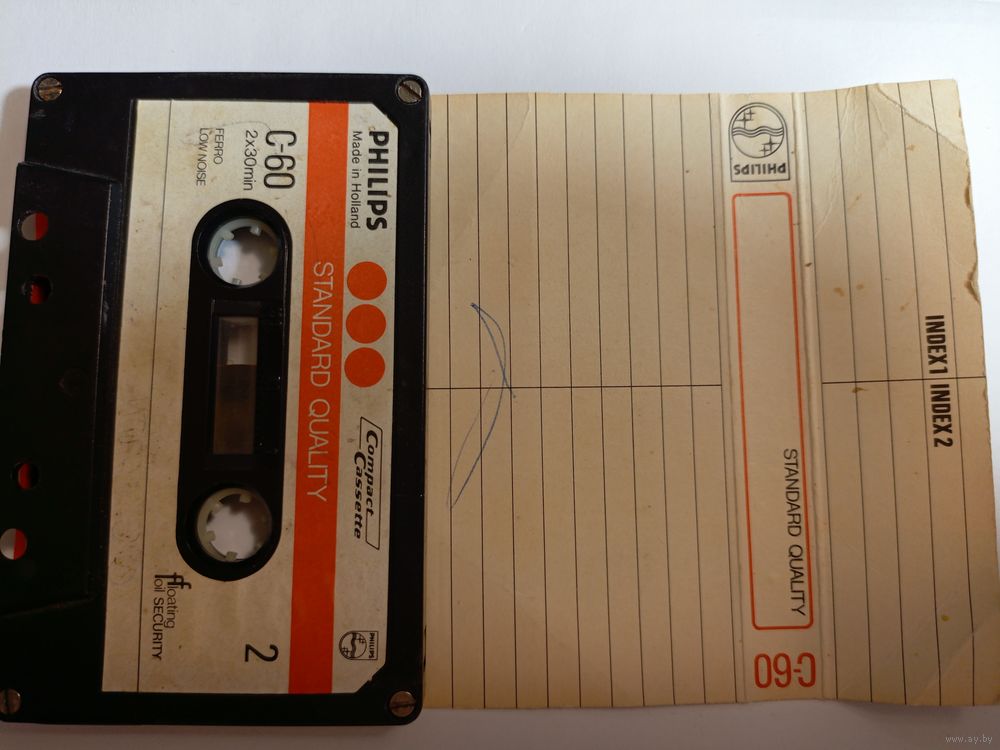 PHILIPS
Made in Holland
Compact
Cassette
PHILIPS
STANDARD QUALITY
C-60
2x30min
FERRO
LOW NOISE
2
floating
foil SECURITY
PHILIPS
STANDARD QUALITY
C-60
INDEX 1 INDEX 2
www.ay.by